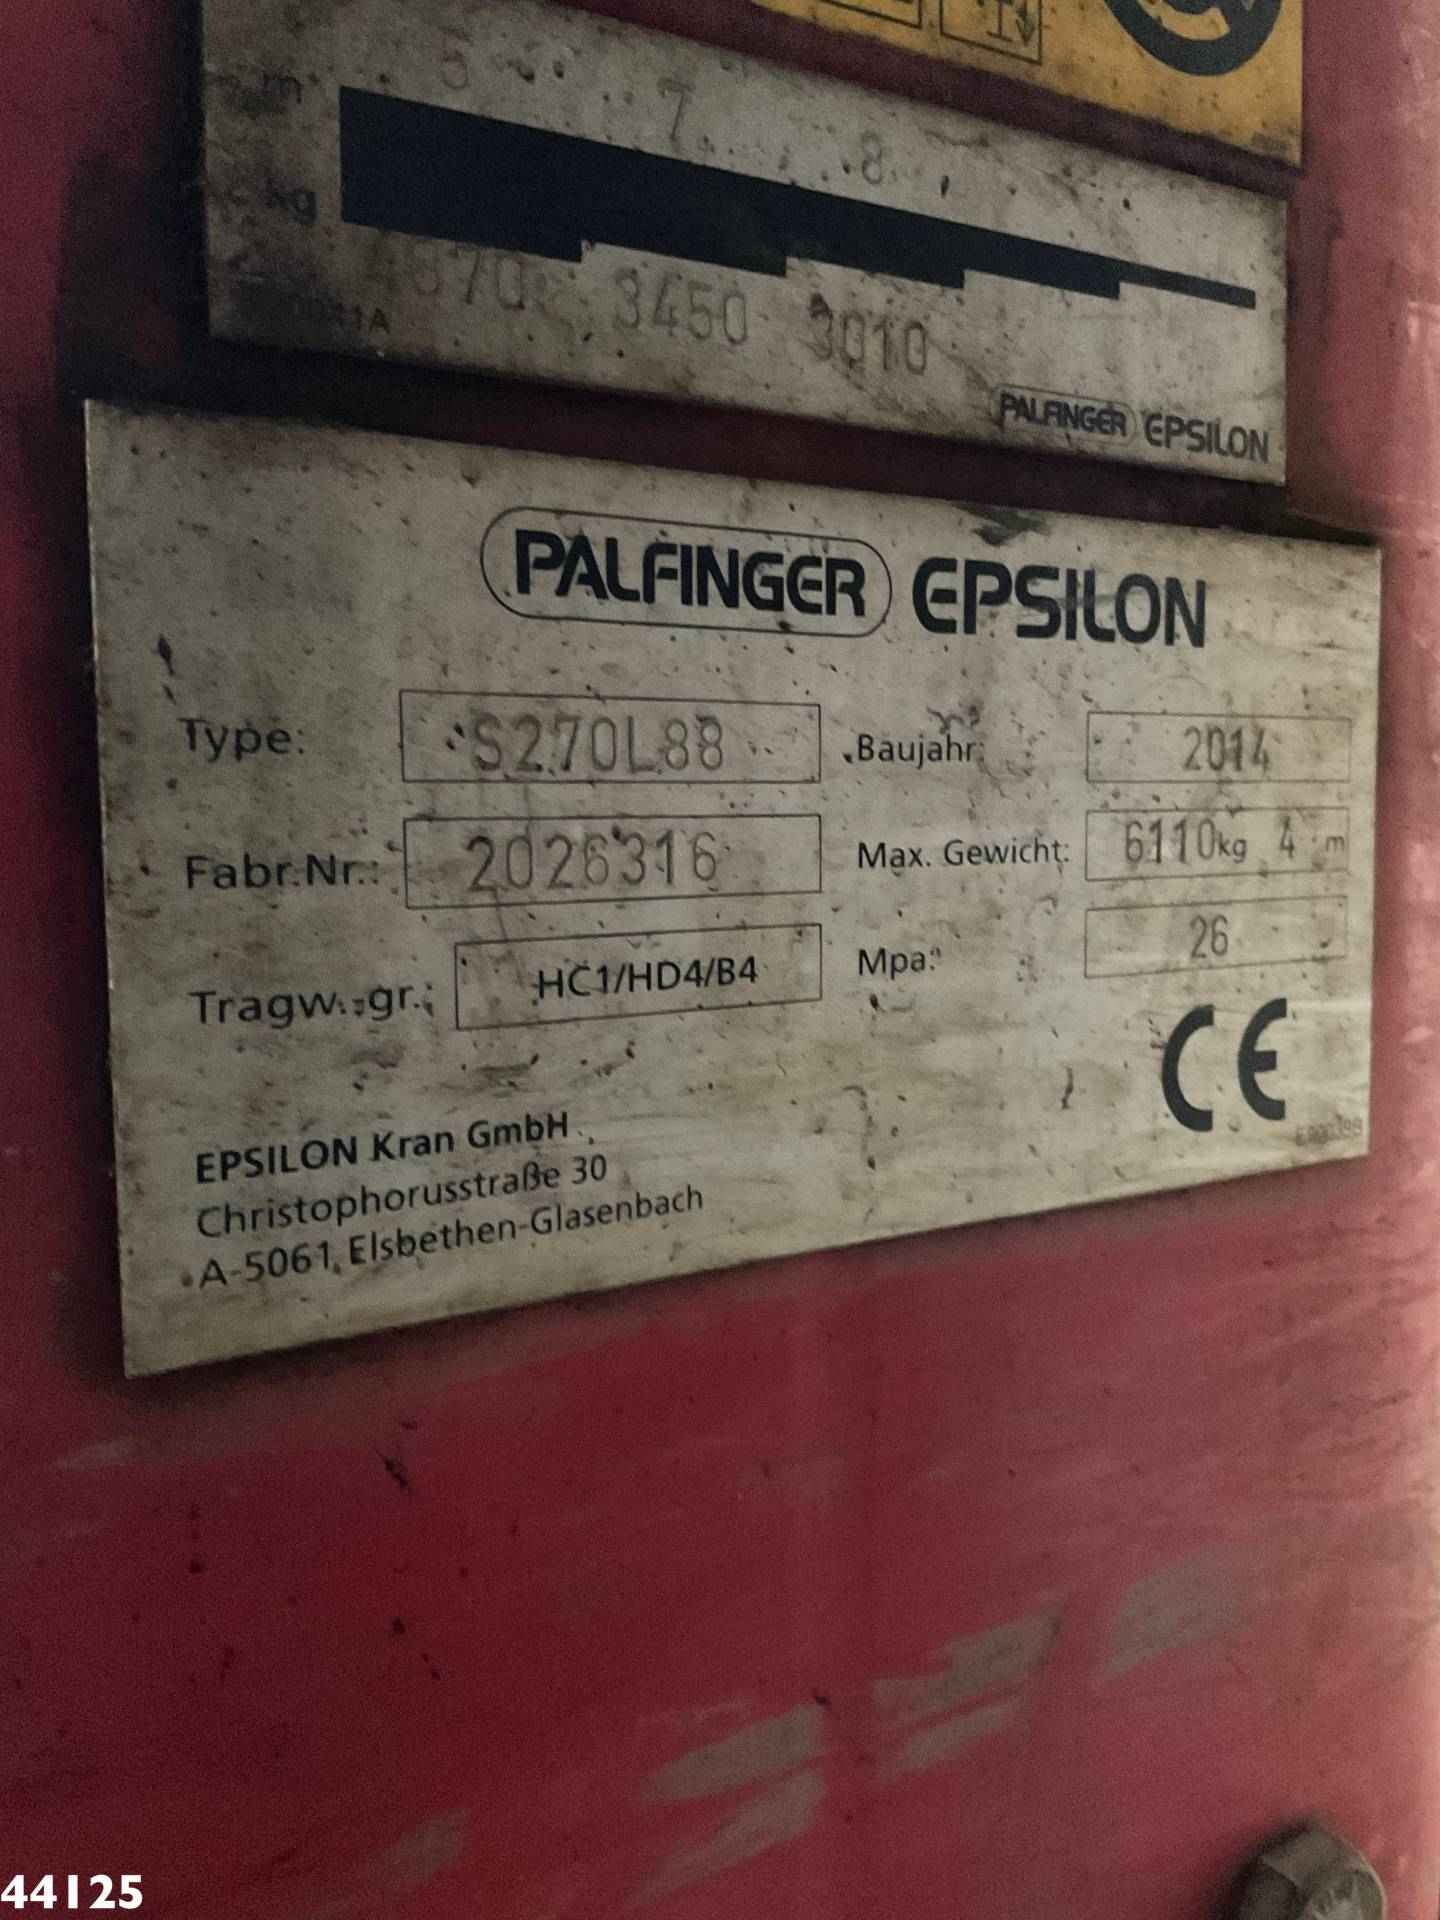 m 5 7 8
kg
4870 3450 3010
PALFINGER EPSILON
PALFINGER EPSILON
Type: S270L88 Baujahr: 2014
Fabr.Nr.: 2026316 Max. Gewicht: 6110kg 4 m
Tragw.gr.: HC1/HD4/B4 Mpa: 26
CE
EPSILON Kran GmbH
Christophorusstraße 30
A-5061 Elsbethen-Glasenbach
44125